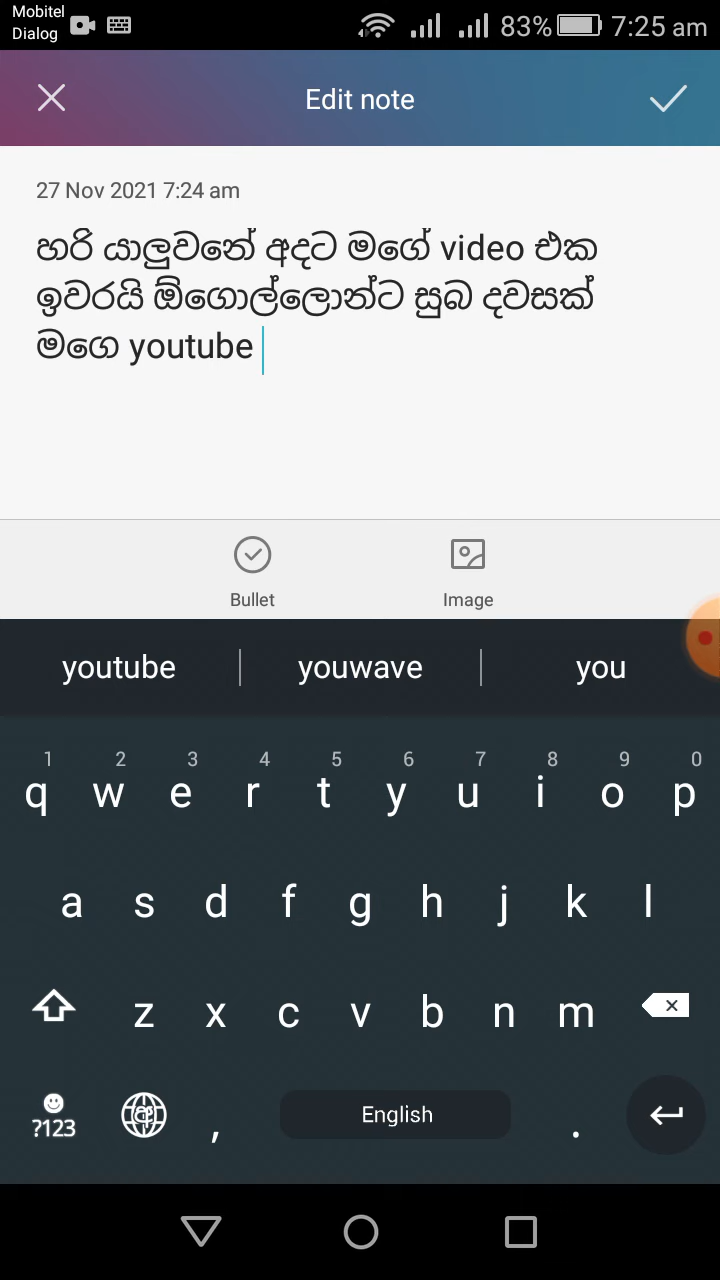 Mobitel
Dialog
83% 7:25 am
Edit note
27 Nov 2021 7:24 am
හරි යාලුවනේ අදට මගේ video එක
ඉවරයි ඕගොල්ලොන්ට සුබ දවසක්
මගෙ youtube
Bullet Image
youtube youwave you
1 2 3 4 5 6 7 8 9 0
q w e r t y u i o p
a s d f g h j k l
z x c v b n m
?123 අ , English .